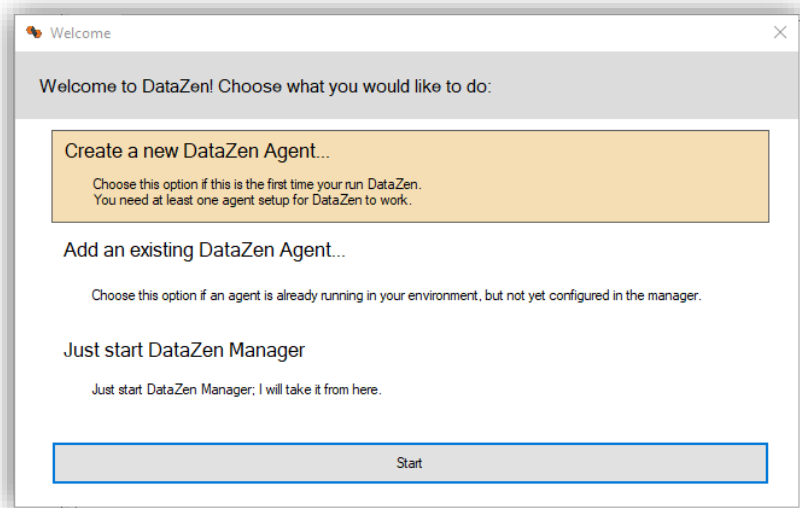 Welcome
Welcome to DataZen! Choose what you would like to do:
Create a new DataZen Agent...
Choose this option if this is the first time your run DataZen.
You need at least one agent setup for DataZen to work.
Add an existing DataZen Agent...
Choose this option if an agent is already running in your environment, but not yet configured in the manager.
Just start DataZen Manager
Just start DataZen Manager; I will take it from here.
Start